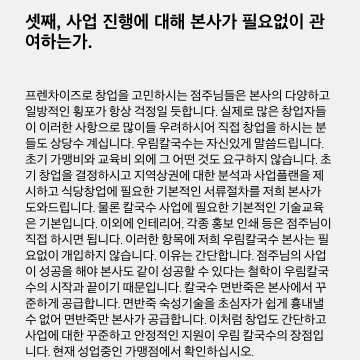 셋째, 사업 진행에 대해 본사가 필요없이 관
여하는가.
프렌차이즈로 창업을 고민하시는 점주님들은 본사의 다양하고
일방적인 횡포가 항상 걱정일 듯합니다. 실제로 많은 창업자들
이 이러한 사항으로 많이들 우려하시어 직접 창업을 하시는 분
들도 상당수 계십니다. 우림칼국수는 자신있게 말씀드립니다.
초기 가맹비와 교육비 외에 그 어떤 것도 요구하지 않습니다. 초
기 창업을 결정하시고 지역상권에 대한 분석과 사업플랜을 제
시하고 식당창업에 필요한 기본적인 서류절차를 저희 본사가
도와드립니다. 물론 칼국수 사업에 필요한 기본적인 기술교육
은 기본입니다. 이외에 인테리어, 각종 홍보 인쇄 등은 점주님이
직접 하시면 됩니다. 이러한 항목에 저희 우림칼국수 본사는 필
요없이 개입하지 않습니다. 이유는 간단합니다. 점주님의 사업
이 성공을 해야 본사도 같이 성공할 수 있다는 철학이 우림칼국
수의 시작과 끝이기 때문입니다. 칼국수 면반죽은 본사에서 꾸
준하게 공급합니다. 면반죽 숙성기술을 초심자가 쉽게 흉내낼
수 없어 면반죽만 본사가 공급합니다. 이처럼 창업도 간단하고
사업에 대한 꾸준하고 안정적인 지원이 우림 칼국수의 장점입
니다. 현재 성업중인 가맹점에서 확인하십시오.